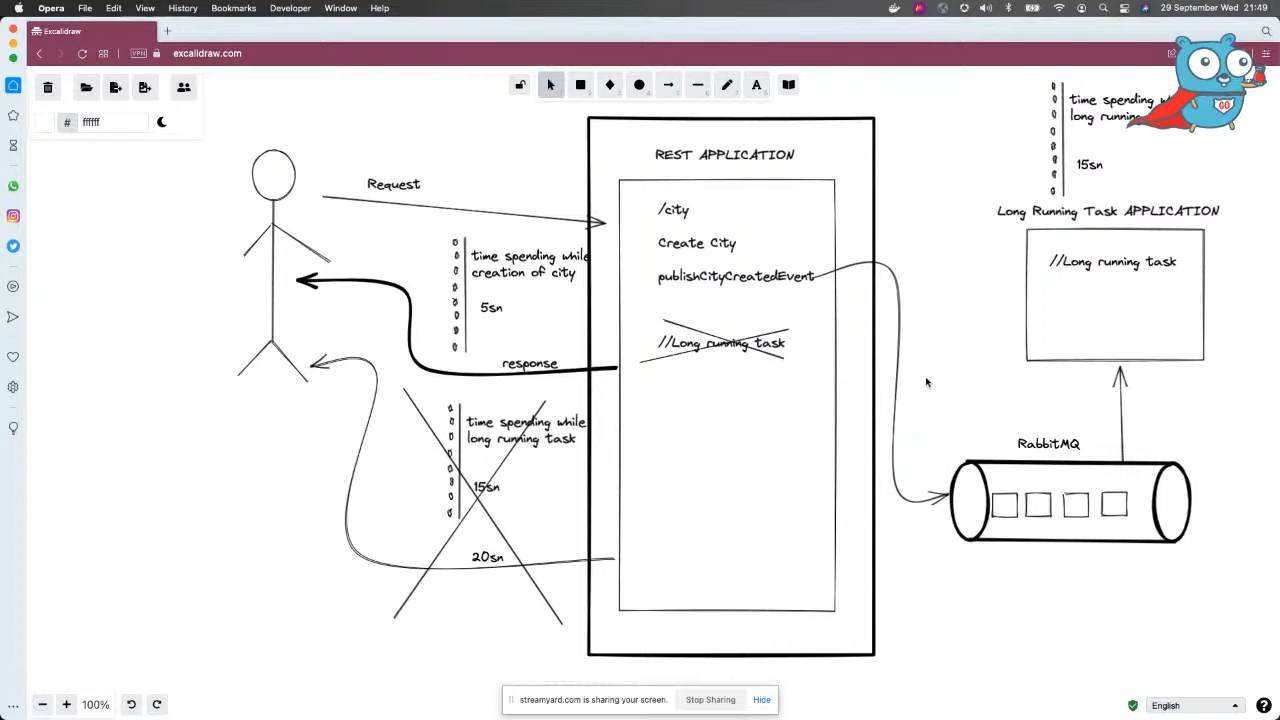 Opera File Edit View History Bookmarks Developer Window Help
29 September Wed 21:49
Excalidraw
VPN excalidraw.com
# ffffff
time spending w
long running
15sn
Long Running Task APPLICATION
//Long running task
REST APPLICATION
/city
Create City
publishCityCreatedEvent
//Long running task
Request
time spending while
creation of city
5sn
response
time spending while
long running task
15sn
20sn
RabbitMQ
GO
100%
streamyard.com is sharing your screen. Stop Sharing Hide
English